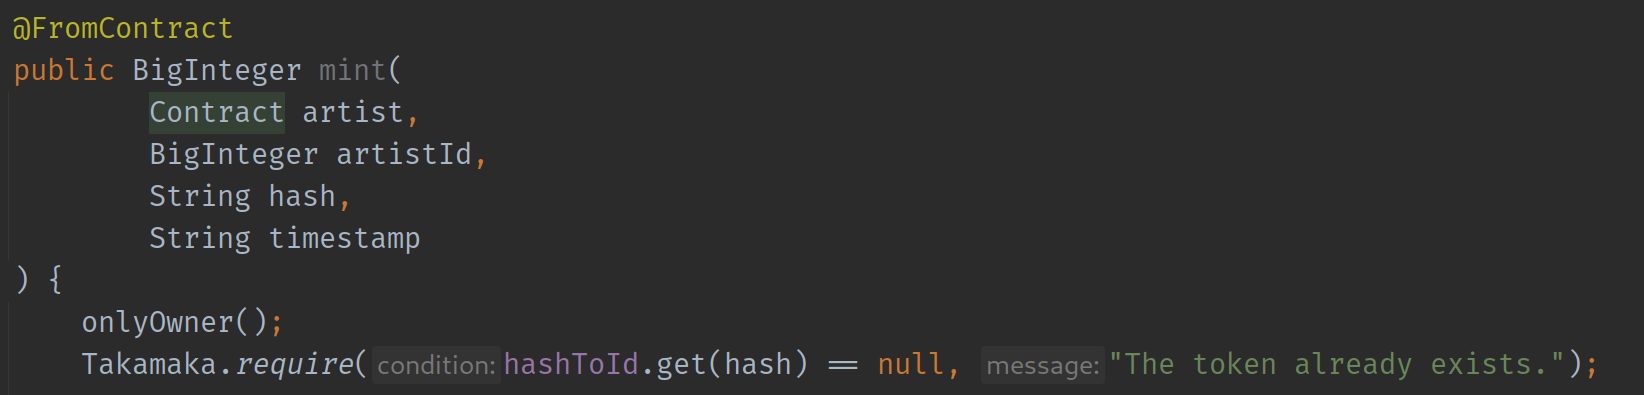 @FromContract
public BigInteger mint(
Contract artist,
BigInteger artistId,
String hash,
String timestamp
) {
onlyOwner();
Takamaka.require( condition: hashToId.get(hash) == null, message: "The token already exists.");